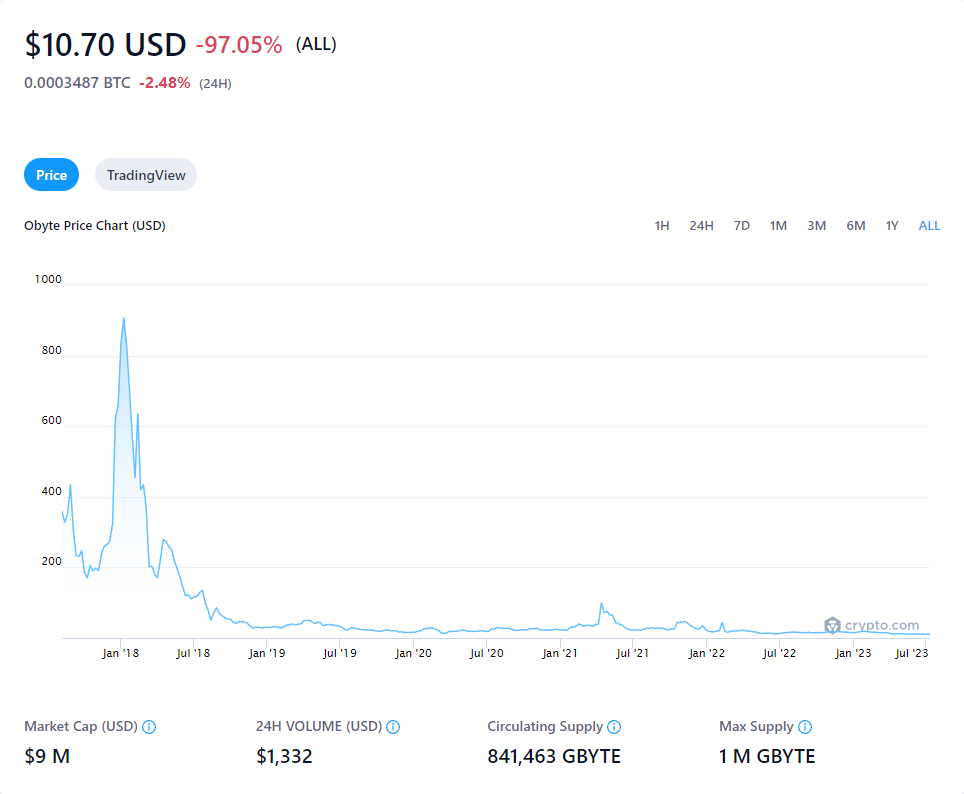 $10.70 USD -97.05% (ALL)
0.0003487 BTC -2.48% (24H)
Price TradingView
Obyte Price Chart (USD) 1H 24H 7D 1M 3M 6M 1Y ALL
1000
800
600
400
200
crypto.com
Jan '18 Jul '18 Jan '19 Jul '19 Jan '20 Jul '20 Jan '21 Jul '21 Jan '22 Jul '22 Jan '23 Jul '23
Market Cap (USD) 24H VOLUME (USD) Circulating Supply Max Supply
$9 M $1,332 841,463 GBYTE 1 M GBYTE